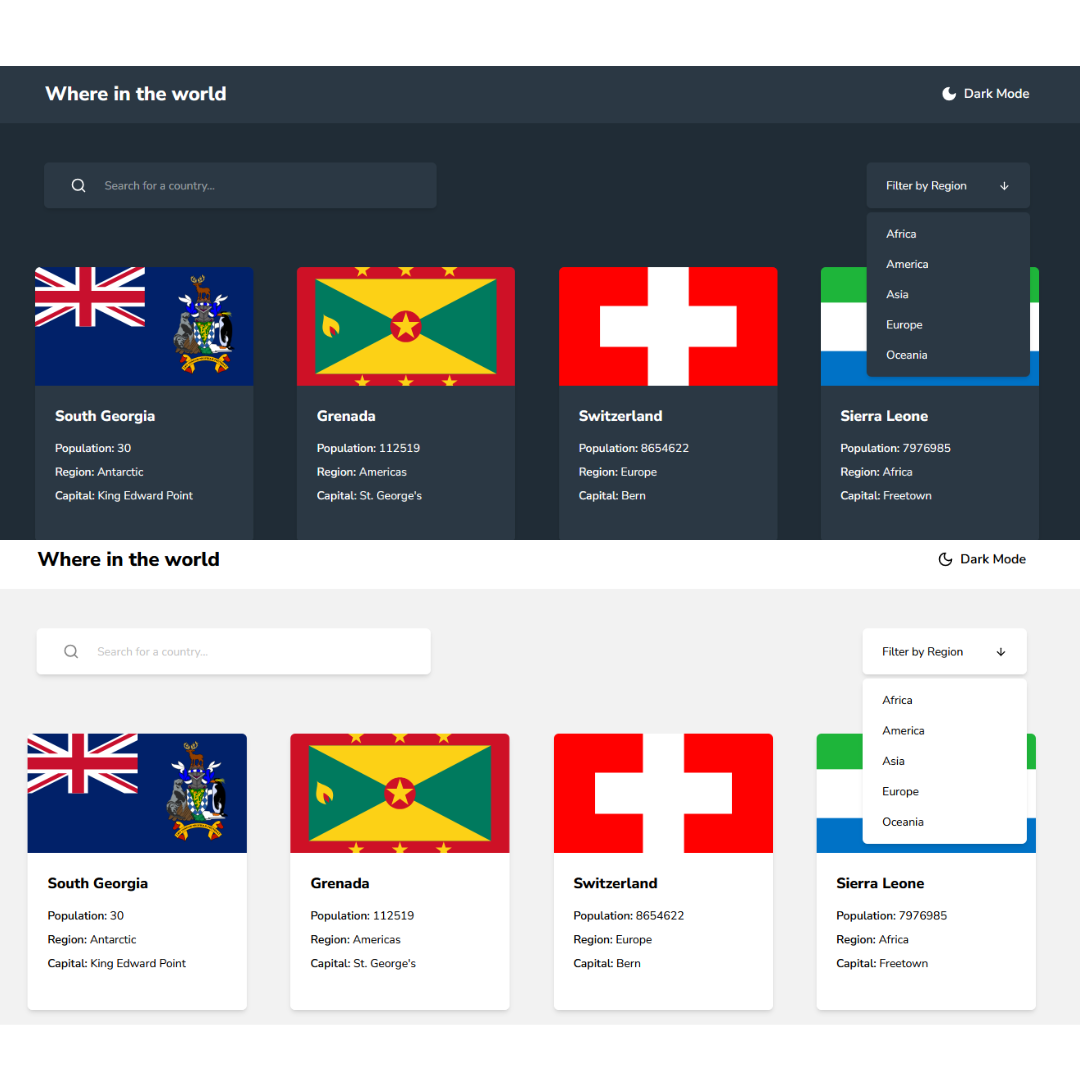 Where in the world
Dark Mode
Search for a country...
Filter by Region
Africa
America
Asia
Europe
Oceania
South Georgia
Population: 30
Region: Antarctic
Capital: King Edward Point
Grenada
Population: 112519
Region: Americas
Capital: St. George's
Switzerland
Population: 8654622
Region: Europe
Capital: Bern
Sierra Leone
Population: 7976985
Region: Africa
Capital: Freetown
Where in the world
Dark Mode
Search for a country...
Filter by Region
Africa
America
Asia
Europe
Oceania
South Georgia
Population: 30
Region: Antarctic
Capital: King Edward Point
Grenada
Population: 112519
Region: Americas
Capital: St. George's
Switzerland
Population: 8654622
Region: Europe
Capital: Bern
Sierra Leone
Population: 7976985
Region: Africa
Capital: Freetown